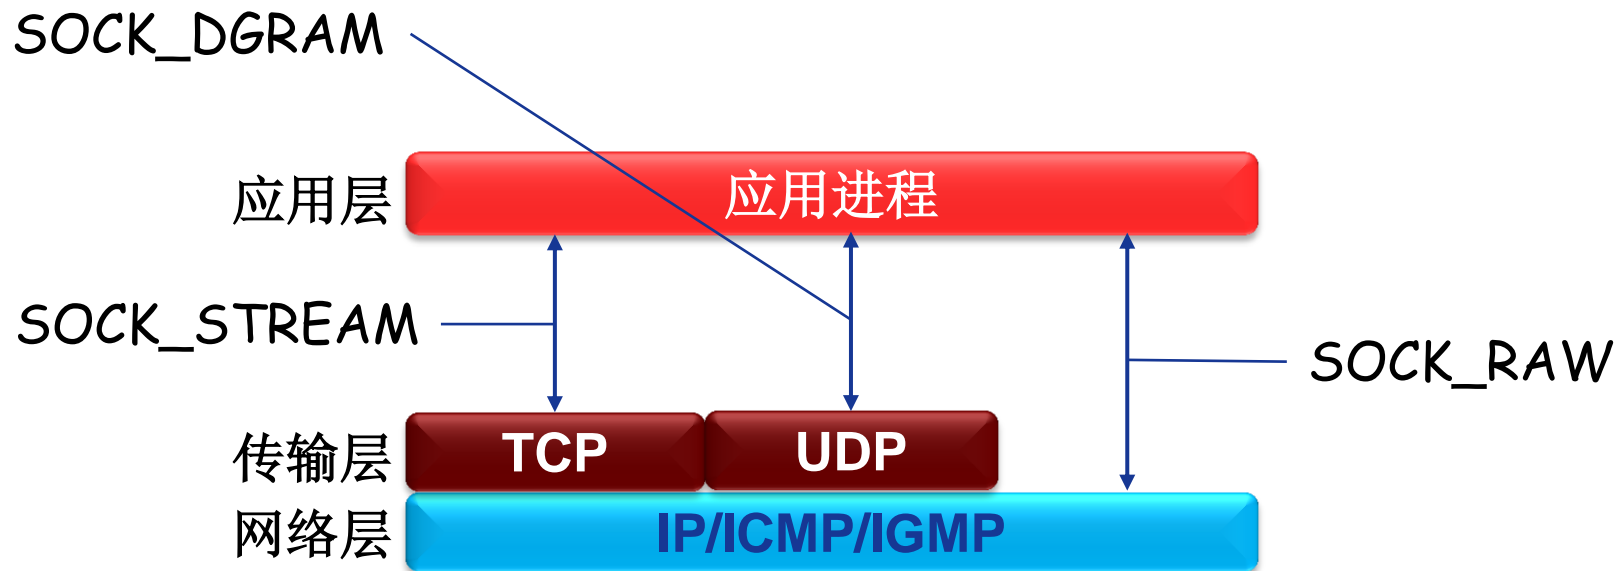 SOCK_DGRAM
应用层
应用进程
SOCK_STREAM
SOCK_RAW
传输层
TCP
UDP
网络层
IP/ICMP/IGMP